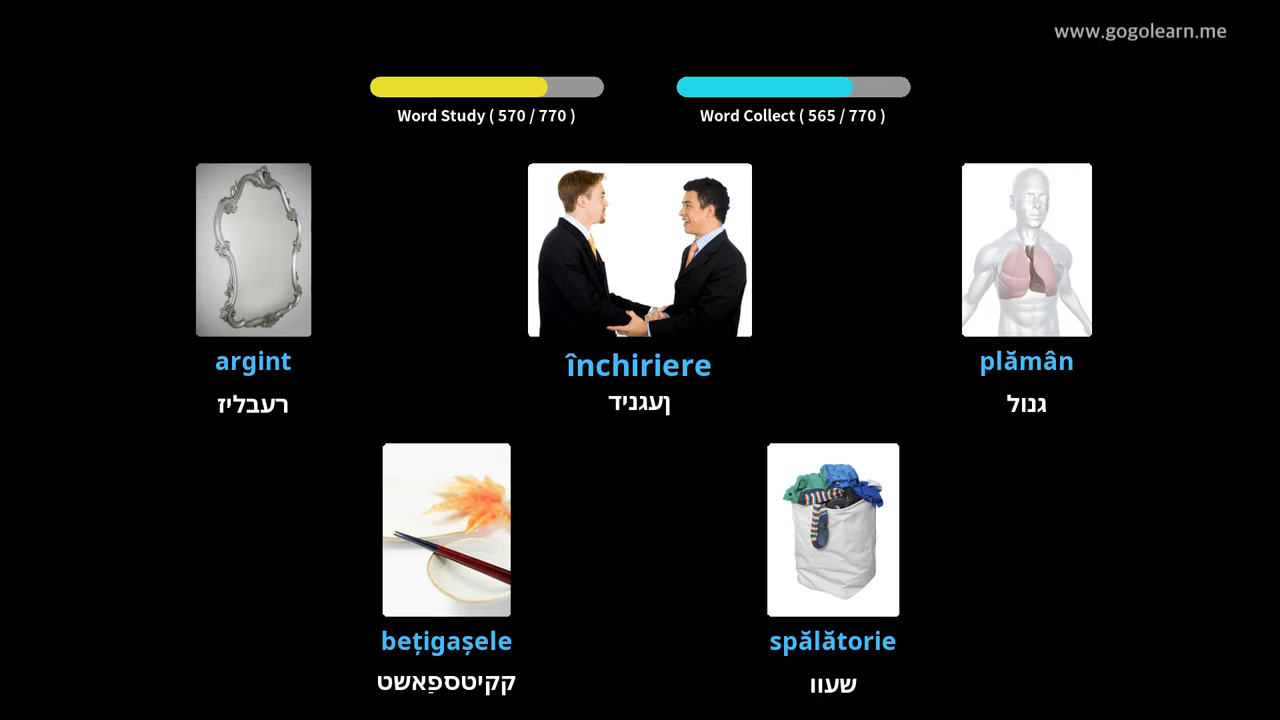 www.gogolearn.me
Word Study ( 570 / 770 )
Word Collect ( 565 / 770 )
argint
închiriere
plămân
רעבליז
ןעגניד
גנול
bețigașele
spălătorie
קקיטספַאשט
שעוו